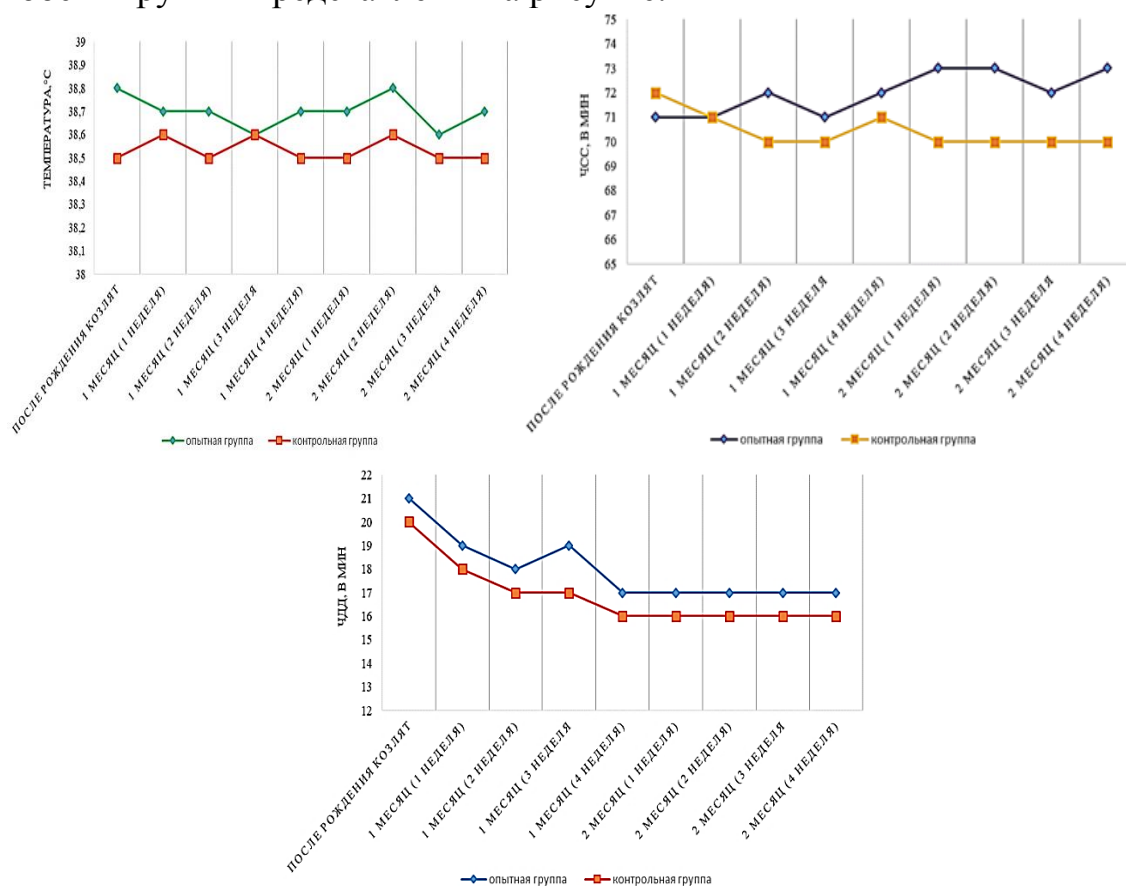 39
38,9
38,8
38,7
38,6
38,5
38,4
38,3
38,2
38,1
38
ТЕМПЕРАТУРА,°С
ПОСЛЕ РОЖДЕНИЯ КОЗЛЯТ
1 МЕСЯЦ (1 НЕДЕЛЯ)
1 МЕСЯЦ (2 НЕДЕЛЯ)
1 МЕСЯЦ (3 НЕДЕЛЯ
1 МЕСЯЦ (4 НЕДЕЛЯ)
2 МЕСЯЦ (1 НЕДЕЛЯ)
2 МЕСЯЦ (2 НЕДЕЛЯ)
2 МЕСЯЦ (3 НЕДЕЛЯ
2 МЕСЯЦ (4 НЕДЕЛЯ)
опытная группа
контрольная группа
75
74
73
72
71
70
69
68
67
66
65
ЧСС, В МИН
ПОСЛЕ РОЖДЕНИЯ КОЗЛЯТ
1 МЕСЯЦ (1 НЕДЕЛЯ)
1 МЕСЯЦ (2 НЕДЕЛЯ)
1 МЕСЯЦ (3 НЕДЕЛЯ
1 МЕСЯЦ (4 НЕДЕЛЯ)
2 МЕСЯЦ (1 НЕДЕЛЯ)
2 МЕСЯЦ (2 НЕДЕЛЯ)
2 МЕСЯЦ (3 НЕДЕЛЯ
2 МЕСЯЦ (4 НЕДЕЛЯ)
опытная группа
контрольная группа
22
21
20
19
18
17
16
15
14
13
12
ЧДД, В МИН
ПОСЛЕ РОЖДЕНИЯ КОЗЛЯТ
1 МЕСЯЦ (1 НЕДЕЛЯ)
1 МЕСЯЦ (2 НЕДЕЛЯ)
1 МЕСЯЦ (3 НЕДЕЛЯ
1 МЕСЯЦ (4 НЕДЕЛЯ)
2 МЕСЯЦ (1 НЕДЕЛЯ)
2 МЕСЯЦ (2 НЕДЕЛЯ)
2 МЕСЯЦ (3 НЕДЕЛЯ
2 МЕСЯЦ (4 НЕДЕЛЯ)
опытная группа
контрольная группа